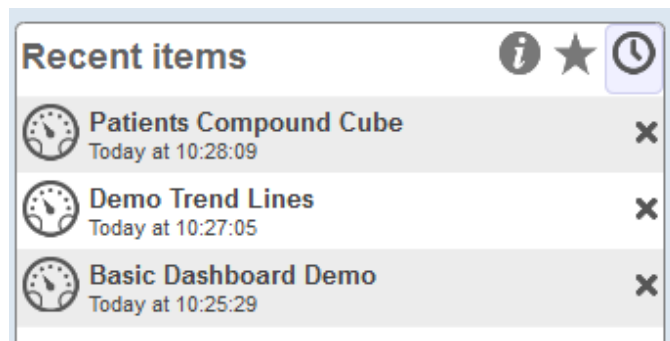 Recent items
Patients Compound Cube
Today at 10:28:09
Demo Trend Lines
Today at 10:27:05
Basic Dashboard Demo
Today at 10:25:29